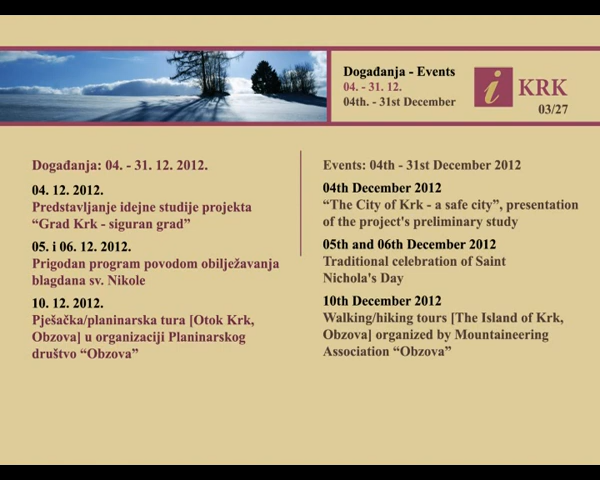 Događanja - Events
04. - 31. 12.
04th. - 31st December
i KRK
03/27
Događanja: 04. - 31. 12. 2012.
04. 12. 2012.
Predstavljanje idejne studije projekta
“Grad Krk - siguran grad”
05. i 06. 12. 2012.
Prigodan program povodom obilježavanja
blagdana sv. Nikole
10. 12. 2012.
Pješačka/planinarska tura [Otok Krk,
Obzova] u organizaciji Planinarskog
društvo “Obzova”
Events: 04th - 31st December 2012
04th December 2012
“The City of Krk - a safe city”, presentation
of the project's preliminary study
05th and 06th December 2012
Traditional celebration of Saint
Nichola's Day
10th December 2012
Walking/hiking tours [The Island of Krk,
Obzova] organized by Mountaineering
Association “Obzova”